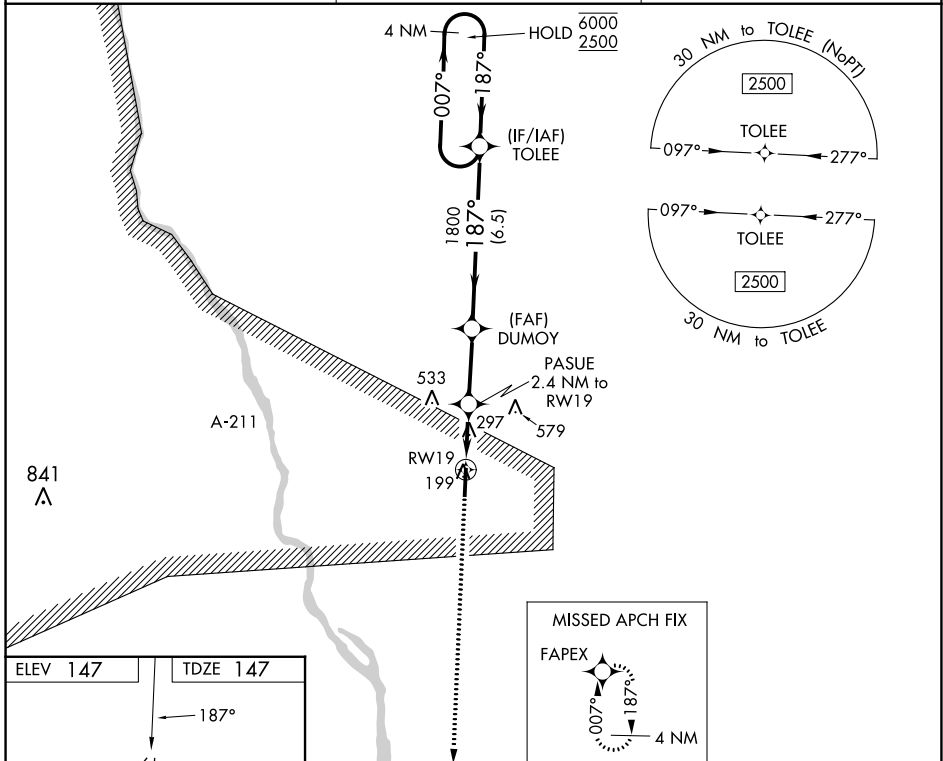 4 NM
HOLD
6000
2500
007°
187°
(IF/IAF)
TOLEE
1800
187°
(6.5)
(FAF)
DUMOY
PASUE
2.4 NM to
RW19
533
579
297
A-211
RW19
199
841
30 NM to TOLEE (NoPT)
2500
TOLEE
097°
277°
097°
277°
TOLEE
2500
30 NM to TOLEE
MISSED APCH FIX
FAPEX
007°
187°
4 NM
ELEV 147
TDZE 147
187°